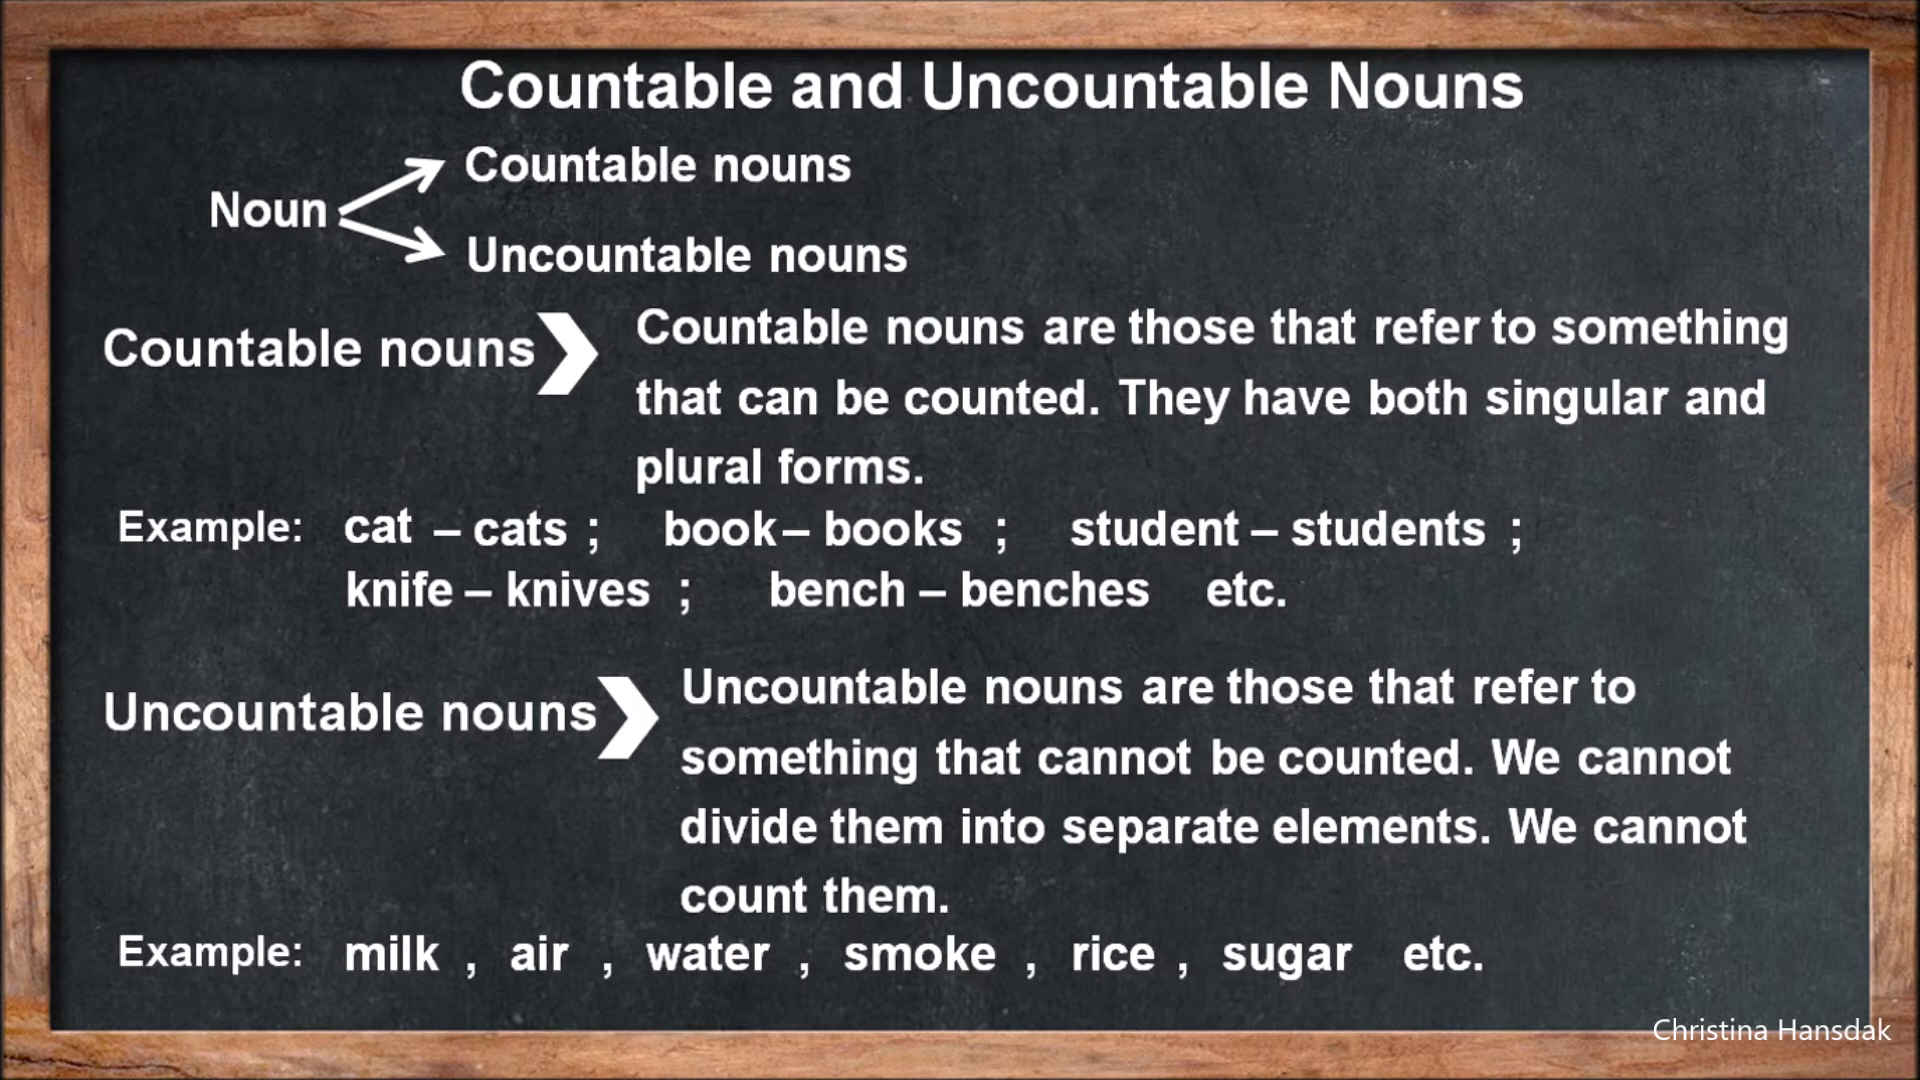 Countable and Uncountable Nouns
Countable nouns
Noun
Uncountable nouns
Countable nouns
Countable nouns are those that refer to something
that can be counted. They have both singular and
plural forms.
Example: cat – cats ; book – books ; student – students ;
knife – knives ; bench – benches etc.
Uncountable nouns
Uncountable nouns are those that refer to
something that cannot be counted. We cannot
divide them into separate elements. We cannot
count them.
Example: milk , air , water , smoke , rice , sugar etc.
Christina Hansdak